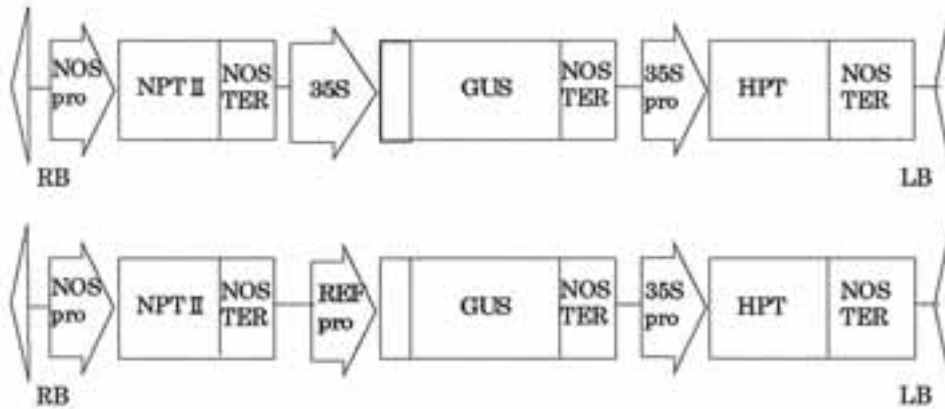 NOS
pro
NPT II
NOS
TER
35S
GUS
NOS
TER
35S
pro
HPT
NOS
TER
RB
LB
NOS
pro
NPT II
NOS
TER
REF
pro
GUS
NOS
TER
35S
pro
HPT
NOS
TER
RB
LB